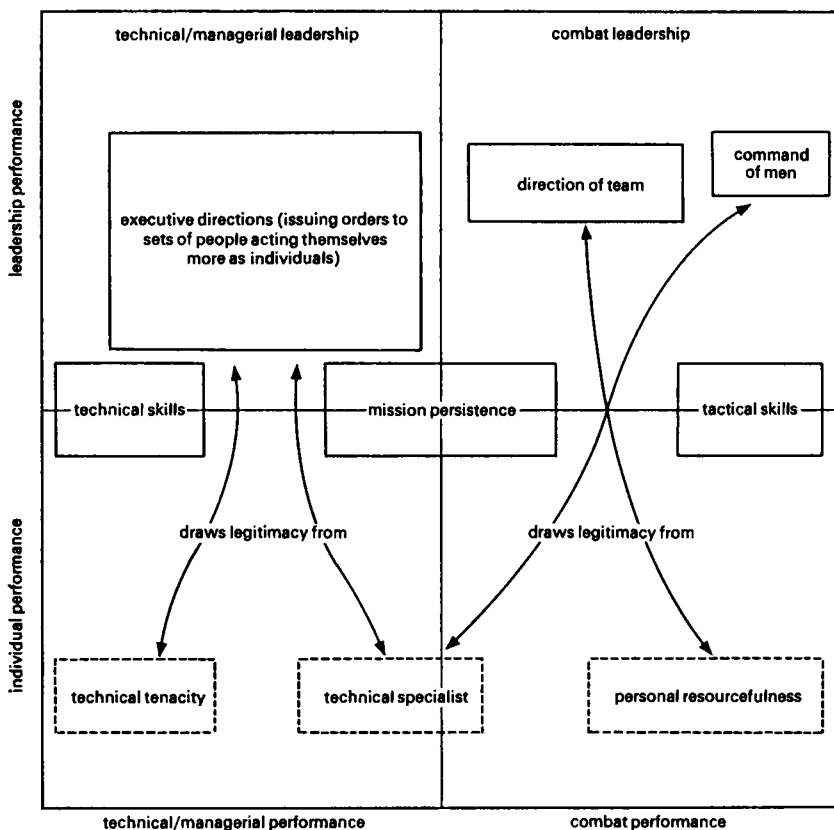 technical/managerial leadership
combat leadership
leadership performance
executive directions (issuing orders to
sets of people acting themselves
more as individuals)
direction of team
command
of men
technical skills
mission persistence
tactical skills
individual performance
draws legitimacy from
draws legitimacy from
technical tenacity
technical specialist
personal resourcefulness
technical/managerial performance
combat performance